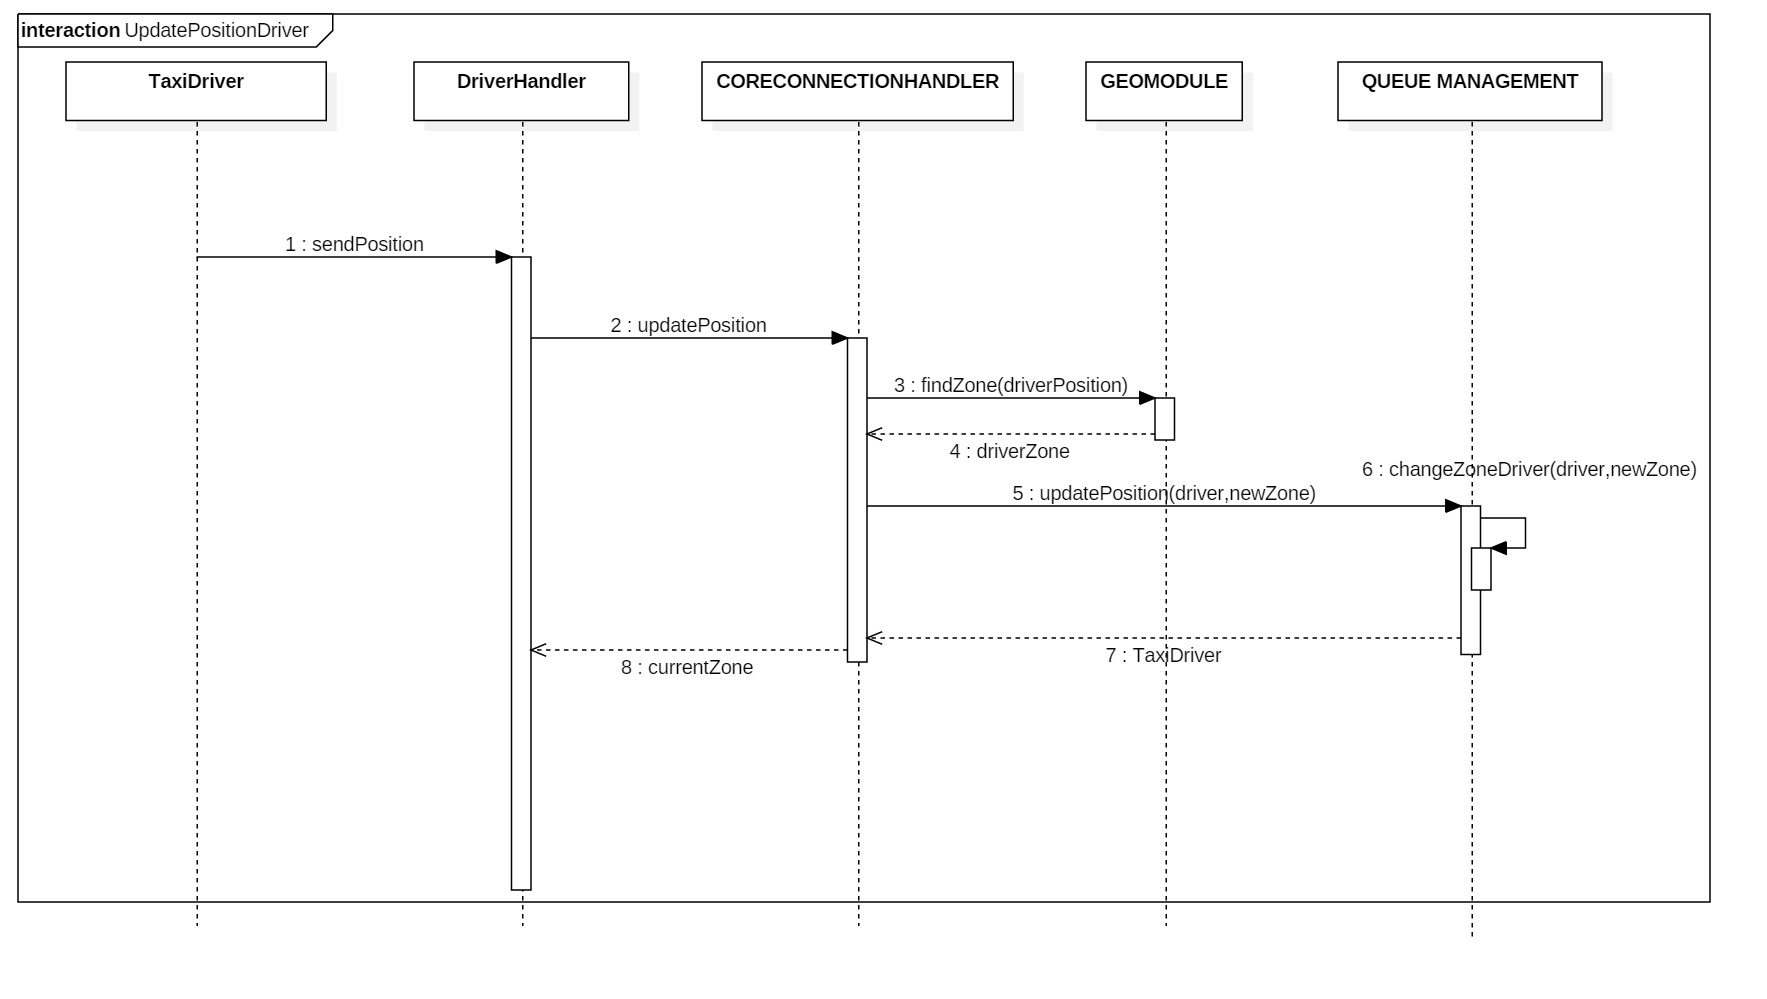 interaction UpdatePositionDriver
TaxiDriver
DriverHandler
CORECONNECTIONHANDLER
GEOMODULE
QUEUE MANAGEMENT
1 : sendPosition
2 : updatePosition
3 : findZone(driverPosition)
4 : driverZone
6 : changeZoneDriver(driver,newZone)
5 : updatePosition(driver,newZone)
7 : TaxiDriver
8 : currentZone